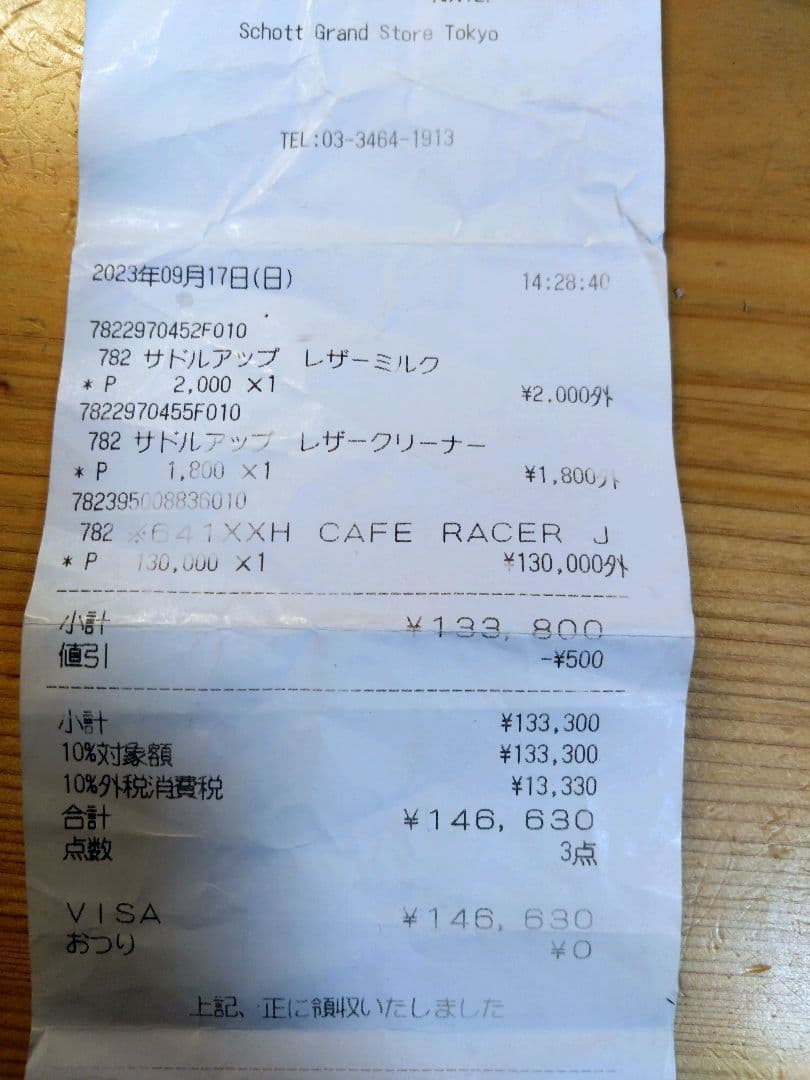 Schott Grand Store Tokyo
TEL:03-3464-1913
2023年09月17日(日) 14:28:40
7822970452F010
782 サドルアップ レザーミルク
* P 2,000 ×1 ¥2,000外
7822970455F010
782 サドルアップ レザークリーナー
* P 1,800 ×1 ¥1,800外
782395008836010
782 ※641XXH CAFE RACER J
* P 130,000 ×1 ¥130,000外
小計 ¥133,800
値引 -¥500
小計 ¥133,300
10%対象額 ¥133,300
10%外税消費税 ¥13,330
合計 ¥146,630
点数 3点
VISA ¥146,630
おつり ¥0
上記、正に領収いたしました